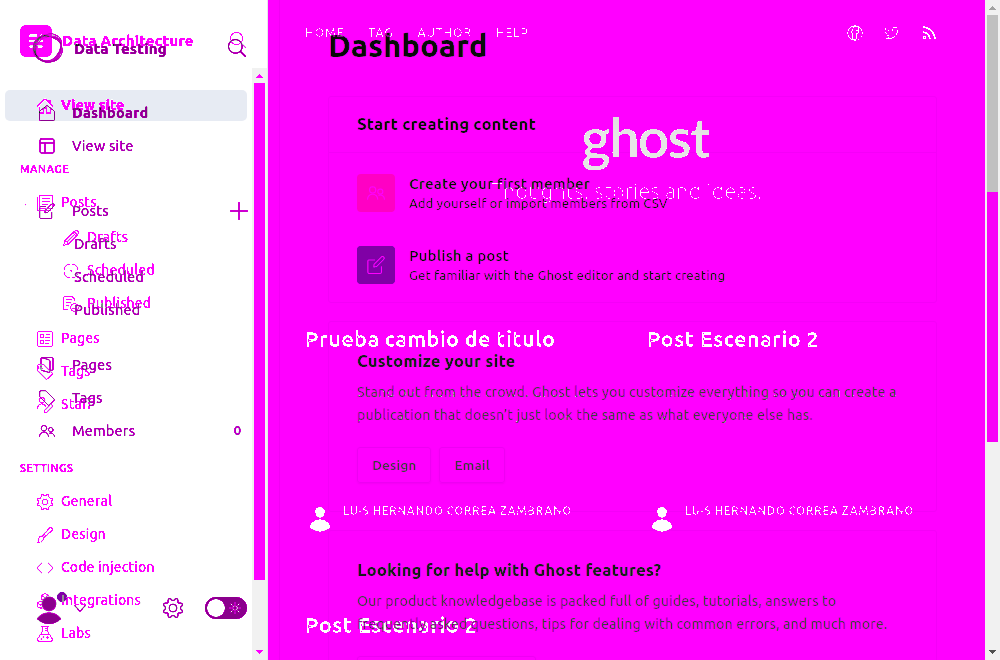 Data Architecture
Data Testing
View site
Dashboard
View site
MANAGE
Posts
Posts
Drafts
Drafts
Scheduled
Scheduled
Published
Published
Pages
Pages
Tags
Tags
Staff
Members 0
SETTINGS
General
Design
Code injection
Integrations
Labs
HOME TAG AUTHOR HELP
Dashboard
Start creating content
ghost
Thoughts, stories and ideas.
Create your first member
Add yourself or import members from CSV
Publish a post
Get familiar with the Ghost editor and start creating
Prueba cambio de titulo
Post Escenario 2
Customize your site
Stand out from the crowd. Ghost lets you customize everything so you can create a
publication that doesn't just look the same as what everyone else has.
Design Email
LUIS HERNANDO CORREA ZAMBRANO
LUIS HERNANDO CORREA ZAMBRANO
Looking for help with Ghost features?
Our product knowledgebase is packed full of guides, tutorials, answers to
frequently asked questions, tips for dealing with common errors, and much more.
Post Escenario 2